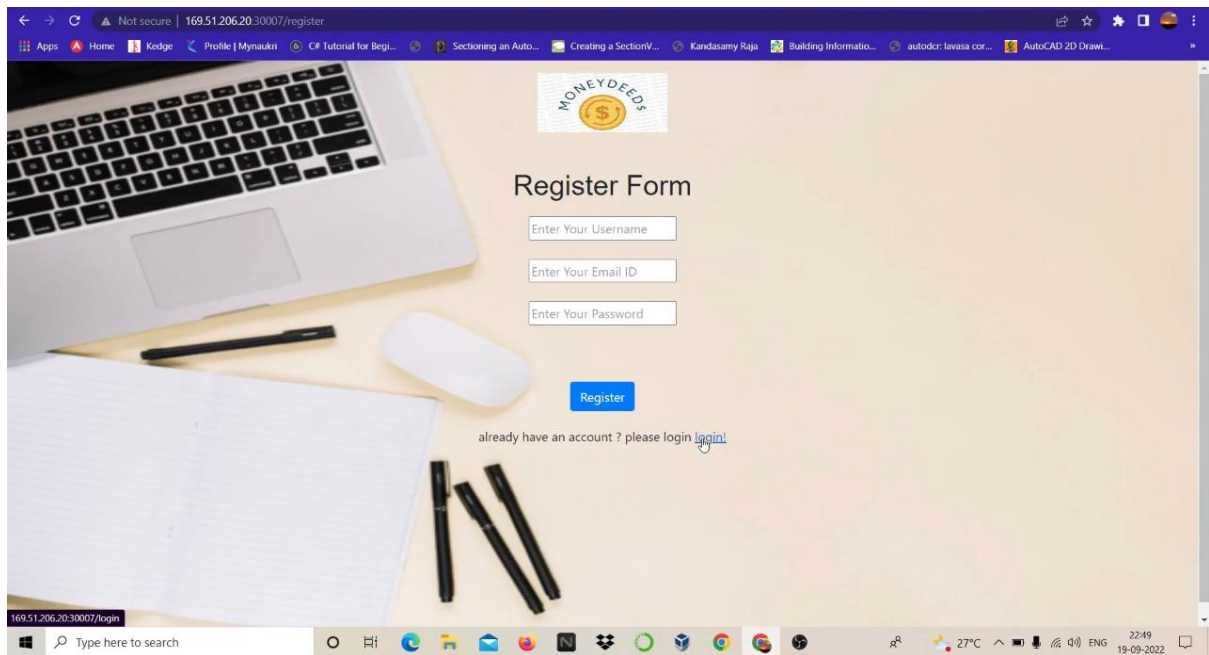 Not secure | 169.51.206.20:30007/register
Apps Home Kedge Profile | Mynaukri C# Tutorial for Begi... Sectioning an Auto... Creating a SectionV... Kandasamy Raja Building Informatio... autodcr: lavasa cor... AutoCAD 2D Drawi... »
MONEYDEEDS
$
Register Form
Enter Your Username
Enter Your Email ID
Enter Your Password
Register
already have an account ? please login login!
169.51.206.20:30007/login
Type here to search
27°C ENG 22:49
19-09-2022